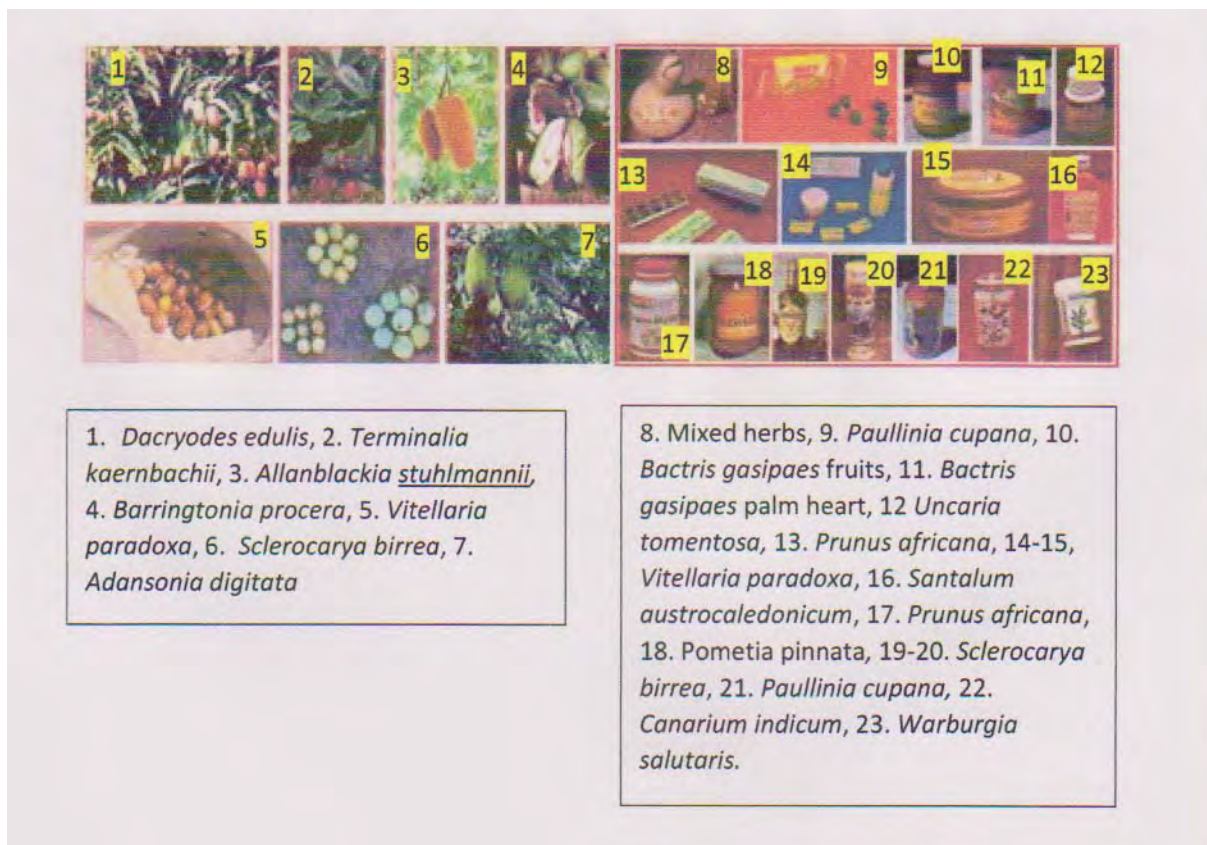 1
2
3
4
5
6
7
8
9
10
11
12
13
14
15
16
17
18
19
20
21
22
23
1. Dacryodes edulis, 2. Terminalia
kaernbachii, 3. Allanblackia stuhlmannii,
4. Barringtonia procera, 5. Vitellaria
paradoxa, 6. Sclerocarya birrea, 7.
Adansonia digitata
8. Mixed herbs, 9. Paullinia cupana, 10.
Bactris gasipaes fruits, 11. Bactris
gasipaes palm heart, 12 Uncaria
tomentosa, 13. Prunus africana, 14-15,
Vitellaria paradoxa, 16. Santalum
austrocaledonicum, 17. Prunus africana,
18. Pometia pinnata, 19-20. Sclerocarya
birrea, 21. Paullinia cupana, 22.
Canarium indicum, 23. Warburgia
salutaris.